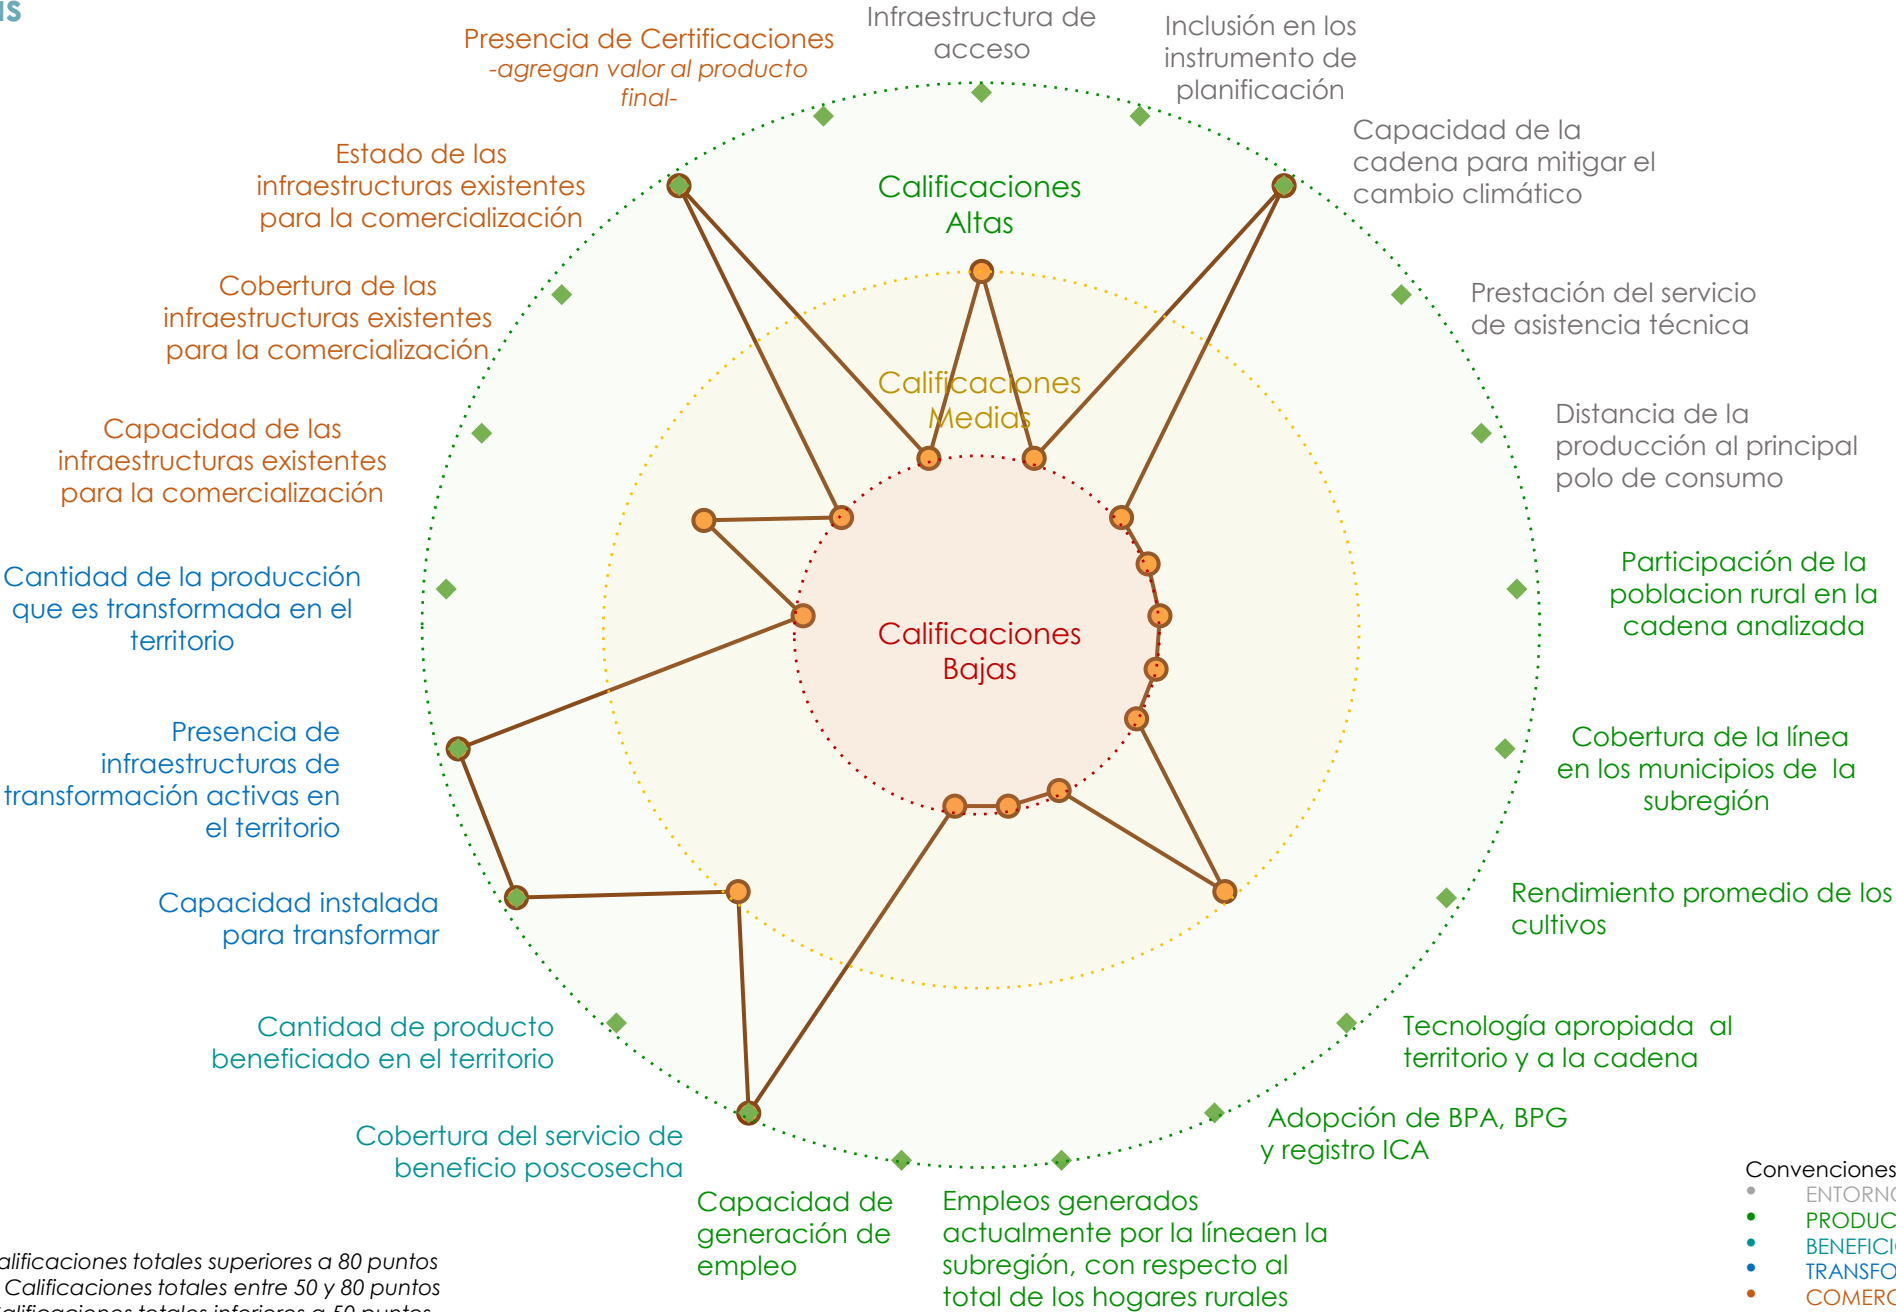 Infraestructura de
acceso
Inclusión en los
instrumento de
planificación
Capacidad de la
cadena para mitigar el
cambio climático
Prestación del servicio
de asistencia técnica
Distancia de la
producción al principal
polo de consumo
Participación de la
poblacion rural en la
cadena analizada
Cobertura de la línea
en los municipios de la
subregión
Rendimiento promedio de los
cultivos
Tecnología apropiada al
territorio y a la cadena
Adopción de BPA, BPG
y registro ICA
Empleos generados
actualmente por la líneaen la
subregión, con respecto al
total de los hogares rurales
Capacidad de
generación de
empleo
Cobertura del servicio de
beneficio poscosecha
Cantidad de producto
beneficiado en el territorio
Capacidad instalada
para transformar
Presencia de
infraestructuras de
transformación activas en
el territorio
Cantidad de la producción
que es transformada en el
territorio
Capacidad de las
infraestructuras existentes
para la comercialización
Cobertura de las
infraestructuras existentes
para la comercialización
Estado de las
infraestructuras existentes
para la comercialización
Presencia de Certificaciones
-agregan valor al producto
final-
Calificaciones
Altas
Calificaciones
Medias
Calificaciones
Bajas
totales superiores a 80 puntos
Calificaciones totales entre 50 y 80 puntos
totales inferiores a 50 puntos
Convenciones